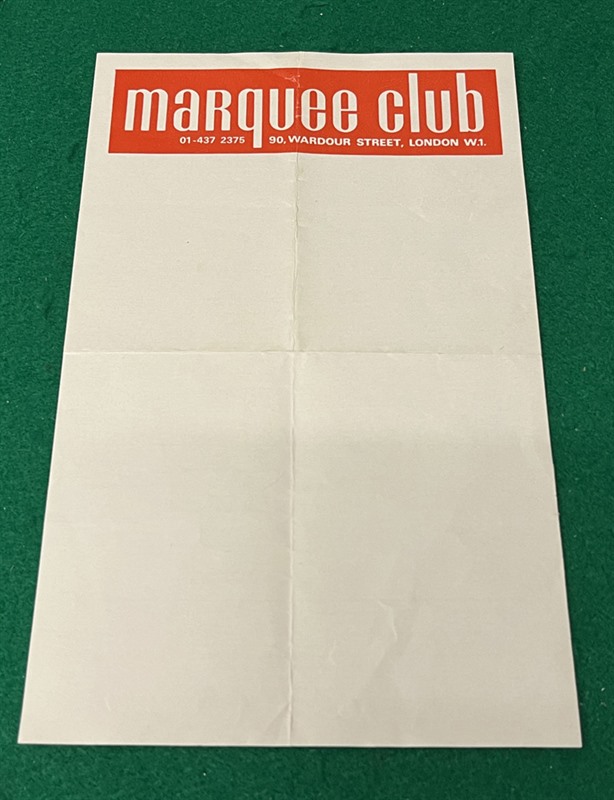 marquee club
01-437 2375 90, WARDOUR STREET, LONDON W.1.